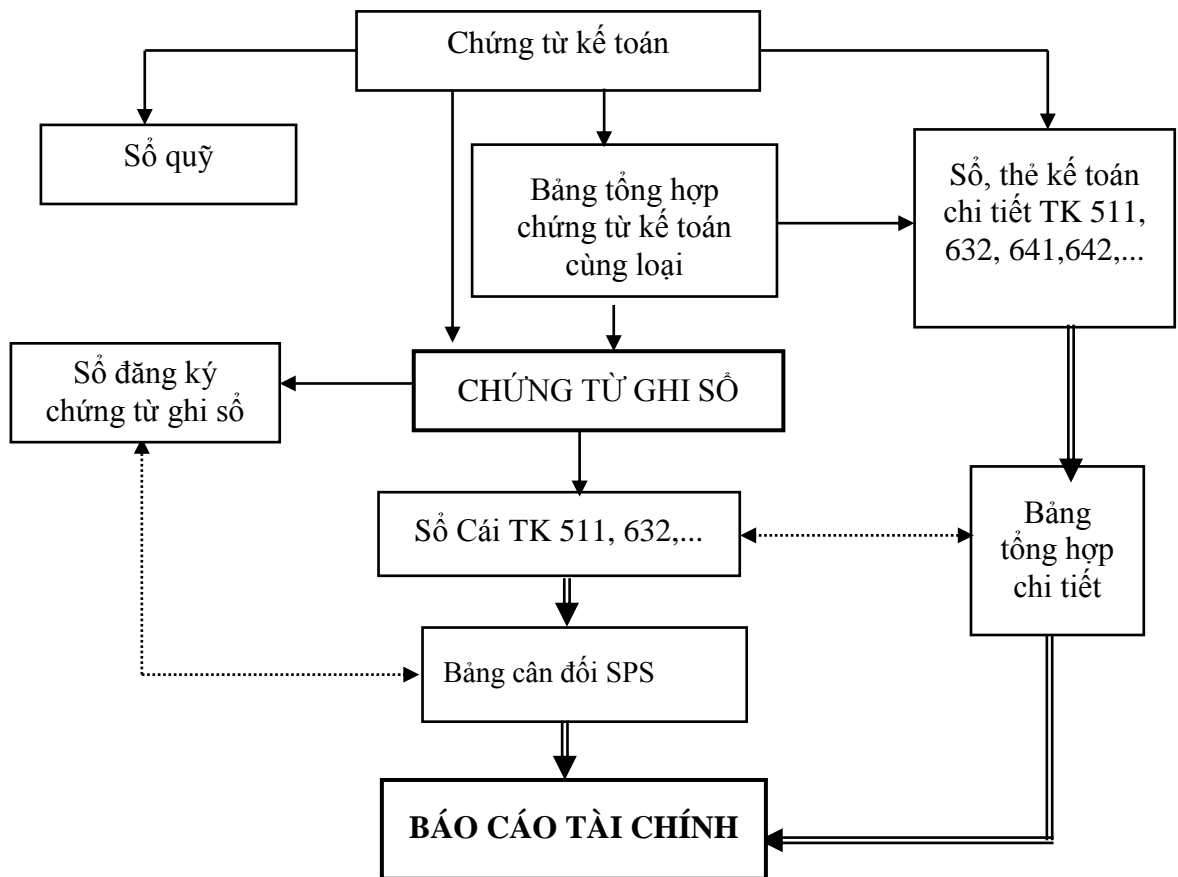 Chứng từ kế toán
Sổ quỹ
Bảng tổng hợp
chứng từ kế toán
cùng loại
Sổ, thẻ kế toán
chi tiết TK 511,
632, 641,642,...
Sổ đăng ký
chứng từ ghi sổ
CHỨNG TỪ GHI SỔ
Sổ Cái TK 511, 632,...
Bảng
tổng hợp
chi tiết
Bảng cân đối SPS
BÁO CÁO TÀI CHÍNH